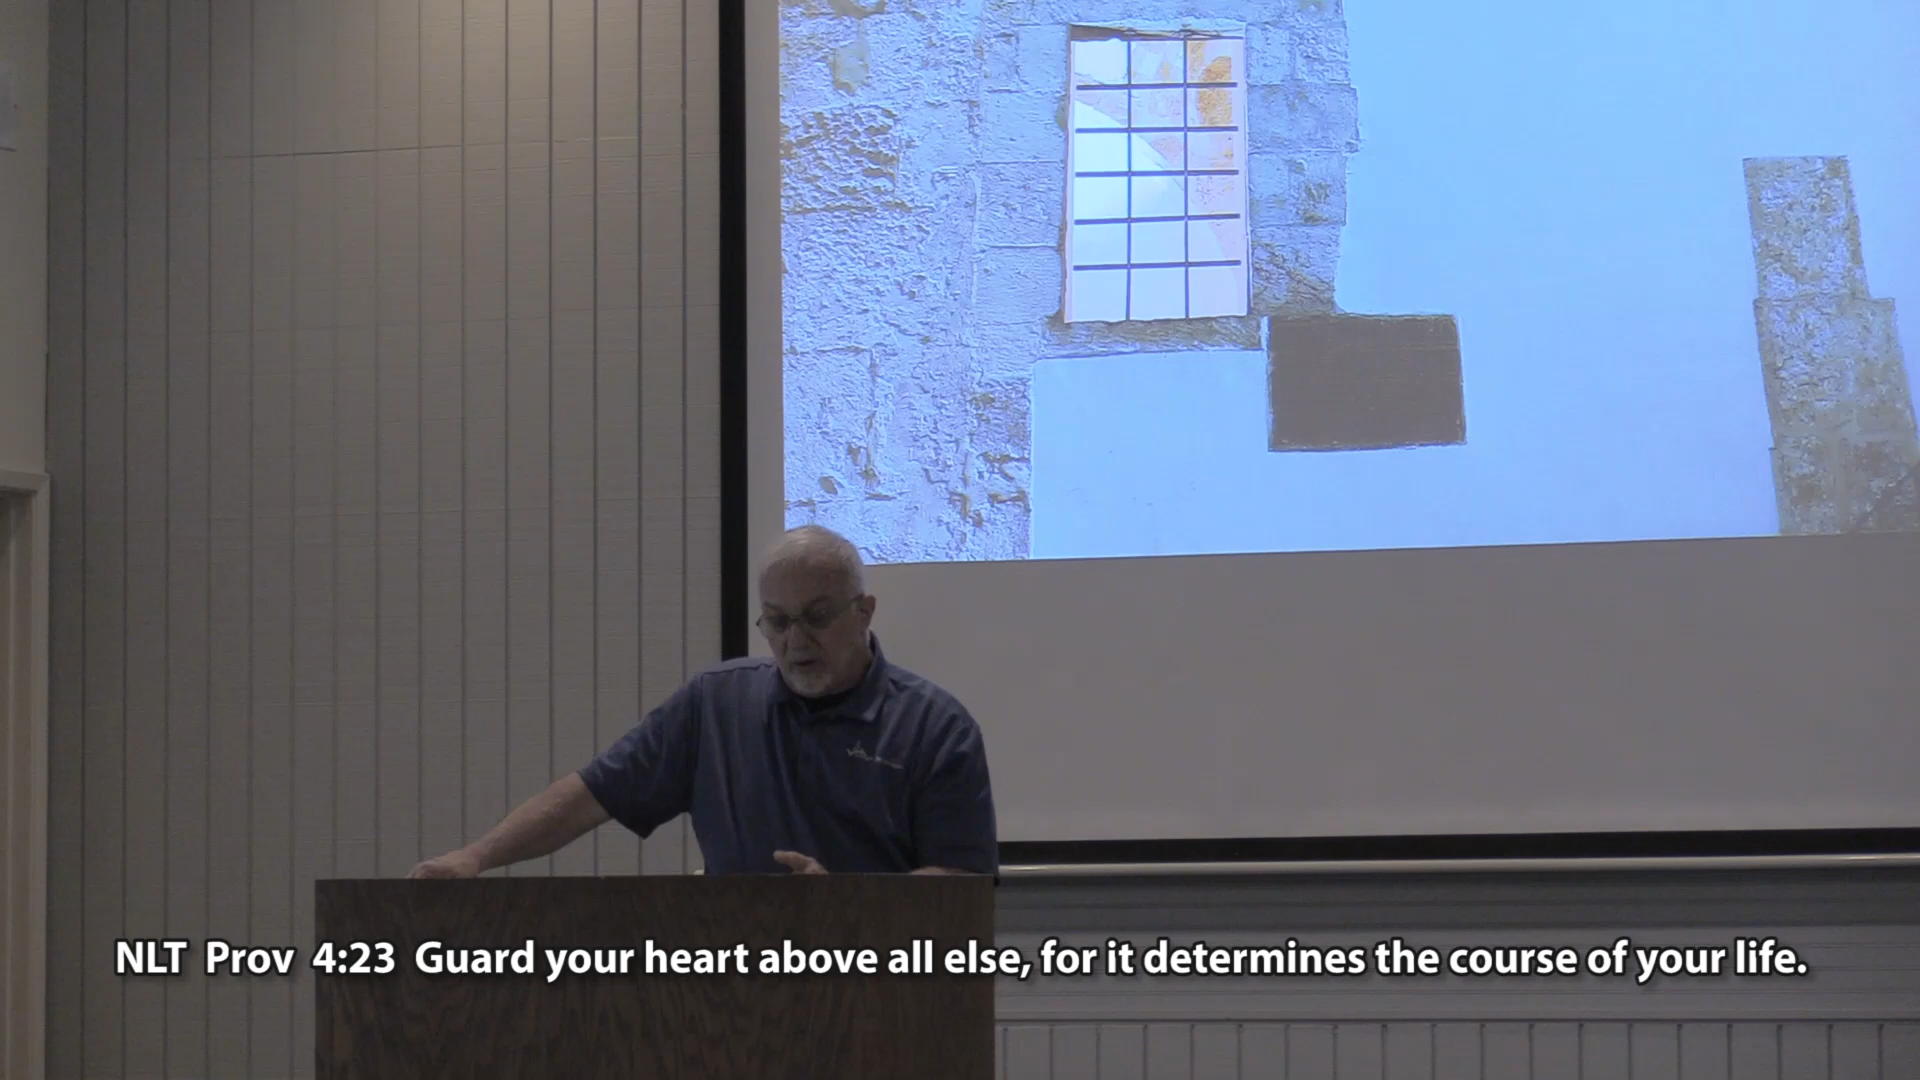 NLT Prov 4:23 Guard your heart above all else, for it determines the course of your life.